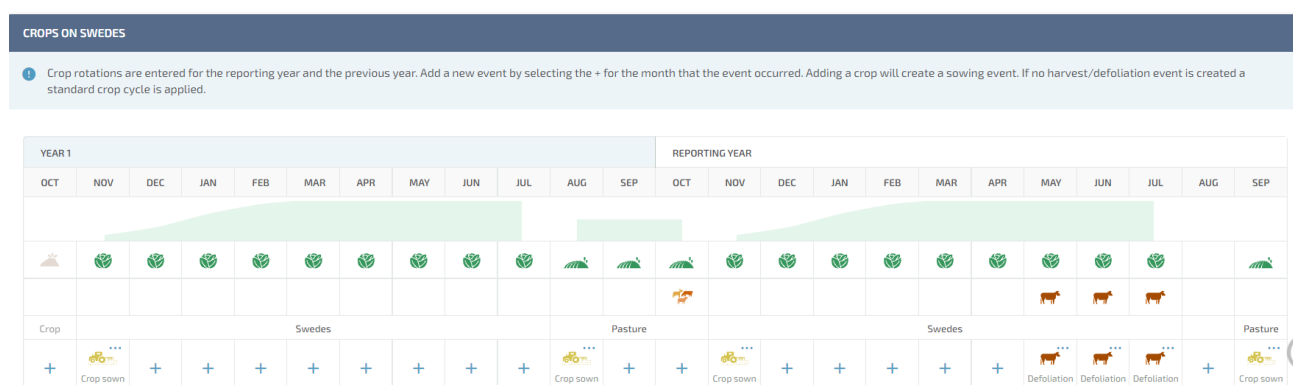 CROPS ON SWEDES
Crop rotations are entered for the reporting year and the previous year. Add a new event by selecting the + for the month that the event occurred. Adding a crop will create a sowing event. If no harvest/defoliation event is created a
standard crop cycle is applied.
YEAR 1 REPORTING YEAR
OCT NOV DEC JAN FEB MAR APR MAY JUN JUL AUG SEP OCT NOV DEC JAN FEB MAR APR MAY JUN JUL AUG SEP
Crop Swedes Pasture Swedes Pasture
+ + + + + + + + + + + + + + + + + +
Crop sown Crop sown Crop sown Defoliation Defoliation Defoliation Crop sown